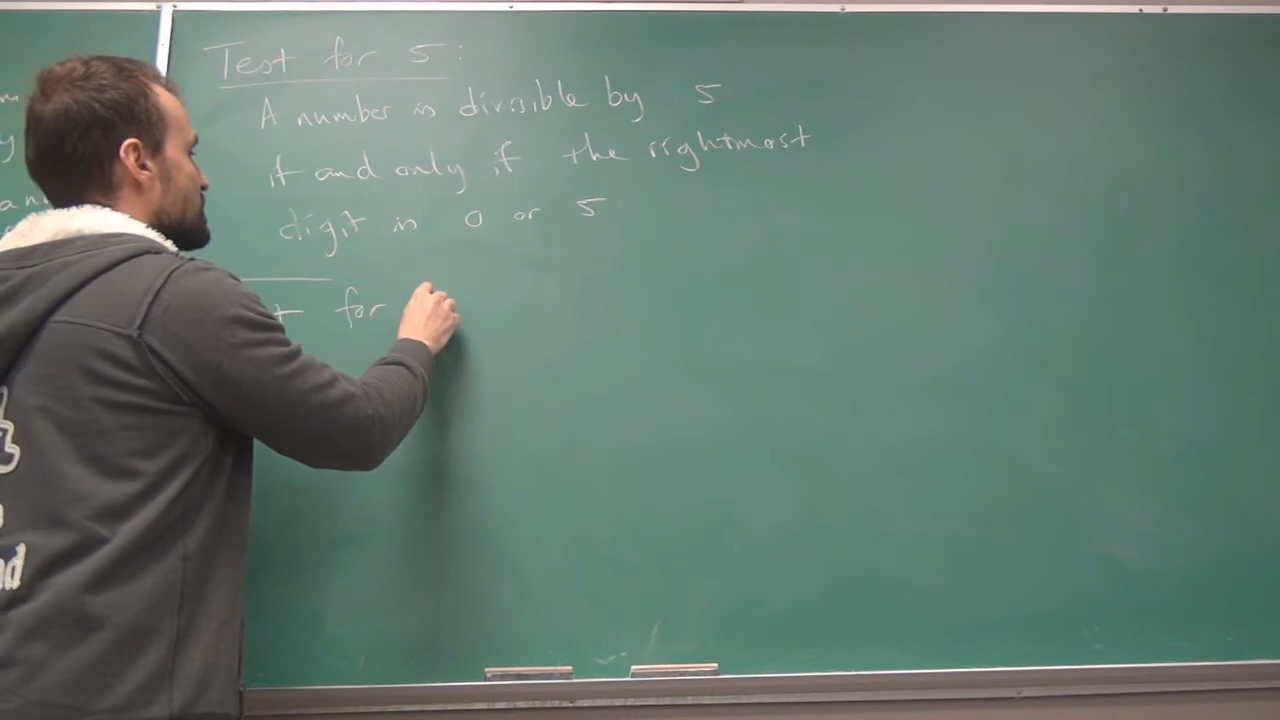 Test for 5:
A number is divisible by 5
if and only if the rightmost
digit is 0 or 5
t for